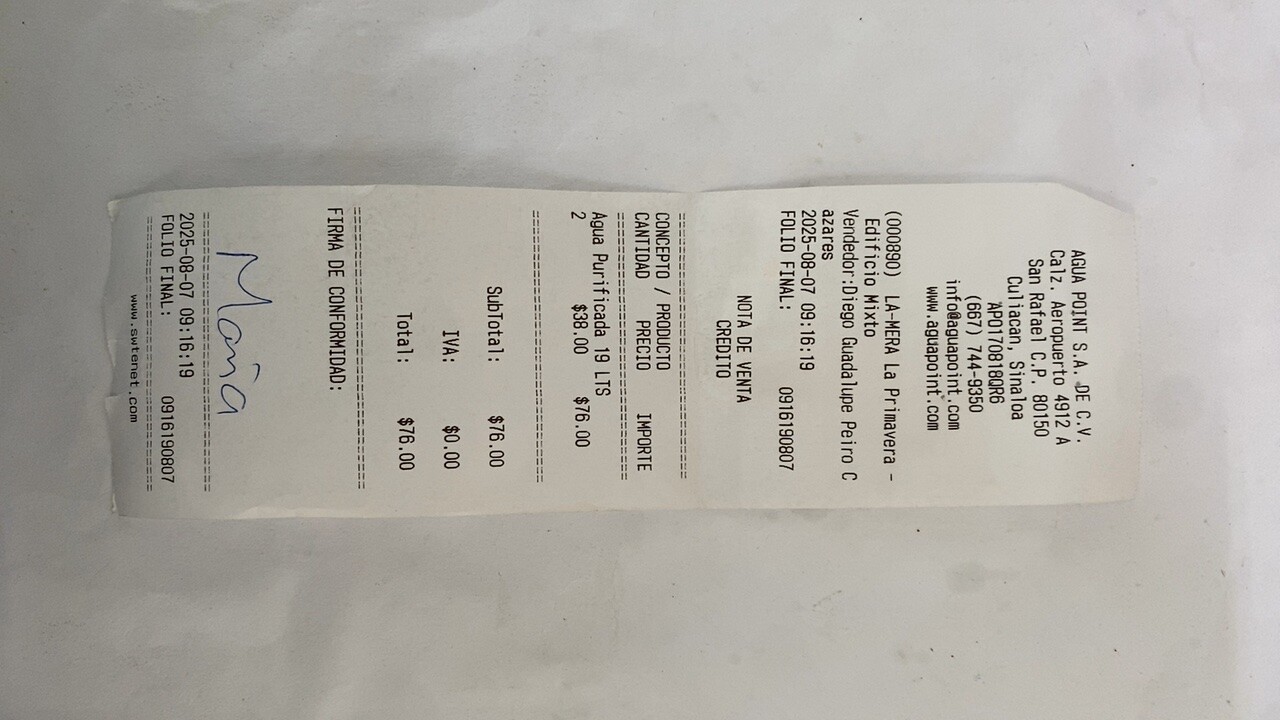 AGUA POINT S.A. DE C.V.
Calz. Aeropuerto 4912 A
San Rafael C.P. 80150
Culiacan, Sinaloa
APO170818QR6
(667) 744-9350
info@aguapoint.com
www.aguapoint.com
(000890) LA-MERA La Primavera -
Edificio Mixto
Vendedor:Diego Guadalupe Peiro C
azares
2025-08-07 09:16:19
FOLIO FINAL: 0916190807
NOTA DE VENTA
CREDITO
================================
CONCEPTO / PRODUCTO
CANTIDAD PRECIO IMPORTE
================================
Agua Purificada 19 LTS
2 $38.00 $76.00
================================
SubTotal: $76.00
IVA: $0.00
Total: $76.00
================================
FIRMA DE CONFORMIDAD:
Maria
================================
2025-08-07 09:16:19
FOLIO FINAL: 0916190807
================================
www.swtenet.com